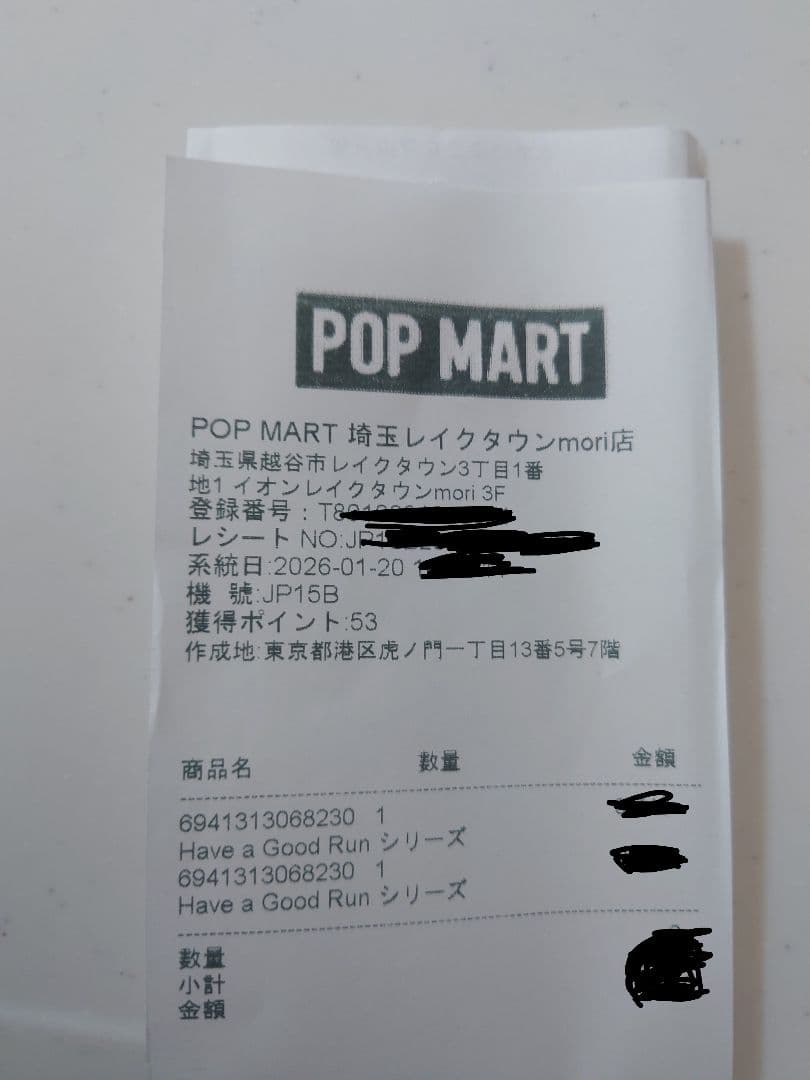 POP MART
POP MART 埼玉レイクタウンmori店
埼玉県越谷市レイクタウン3丁目1番
地1 イオンレイクタウンmori 3F
登録番号：
レシート NO:
系統日:2026-01-20
機 號:JP15B
獲得ポイント:53
作成地:東京都港区虎ノ門一丁目13番5号7階
商品名 数量 金額
6941313068230 1
Have a Good Run シリーズ
6941313068230 1
Have a Good Run シリーズ
数量
小計
金額